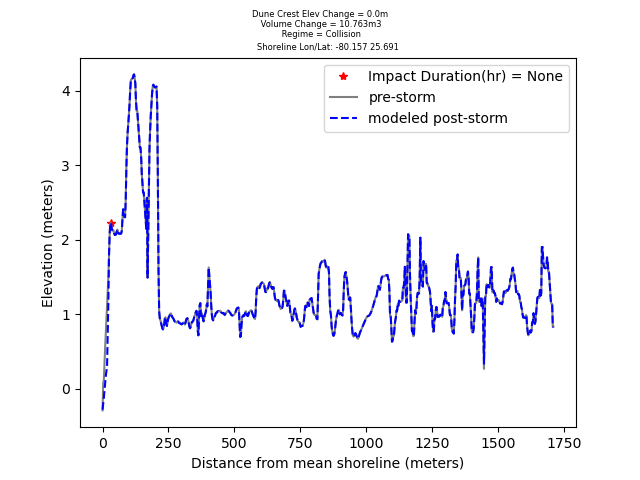 Dune Crest Elev Change = 0.0m
Volume Change = 10.763m3
Regime = Collision
Shoreline Lon/Lat: -80.157 25.691
Impact Duration(hr) = None
pre-storm
modeled post-storm
Elevation (meters)
4
3
2
1
0
0
250
500
750
1000
1250
1500
1750
Distance from mean shoreline (meters)